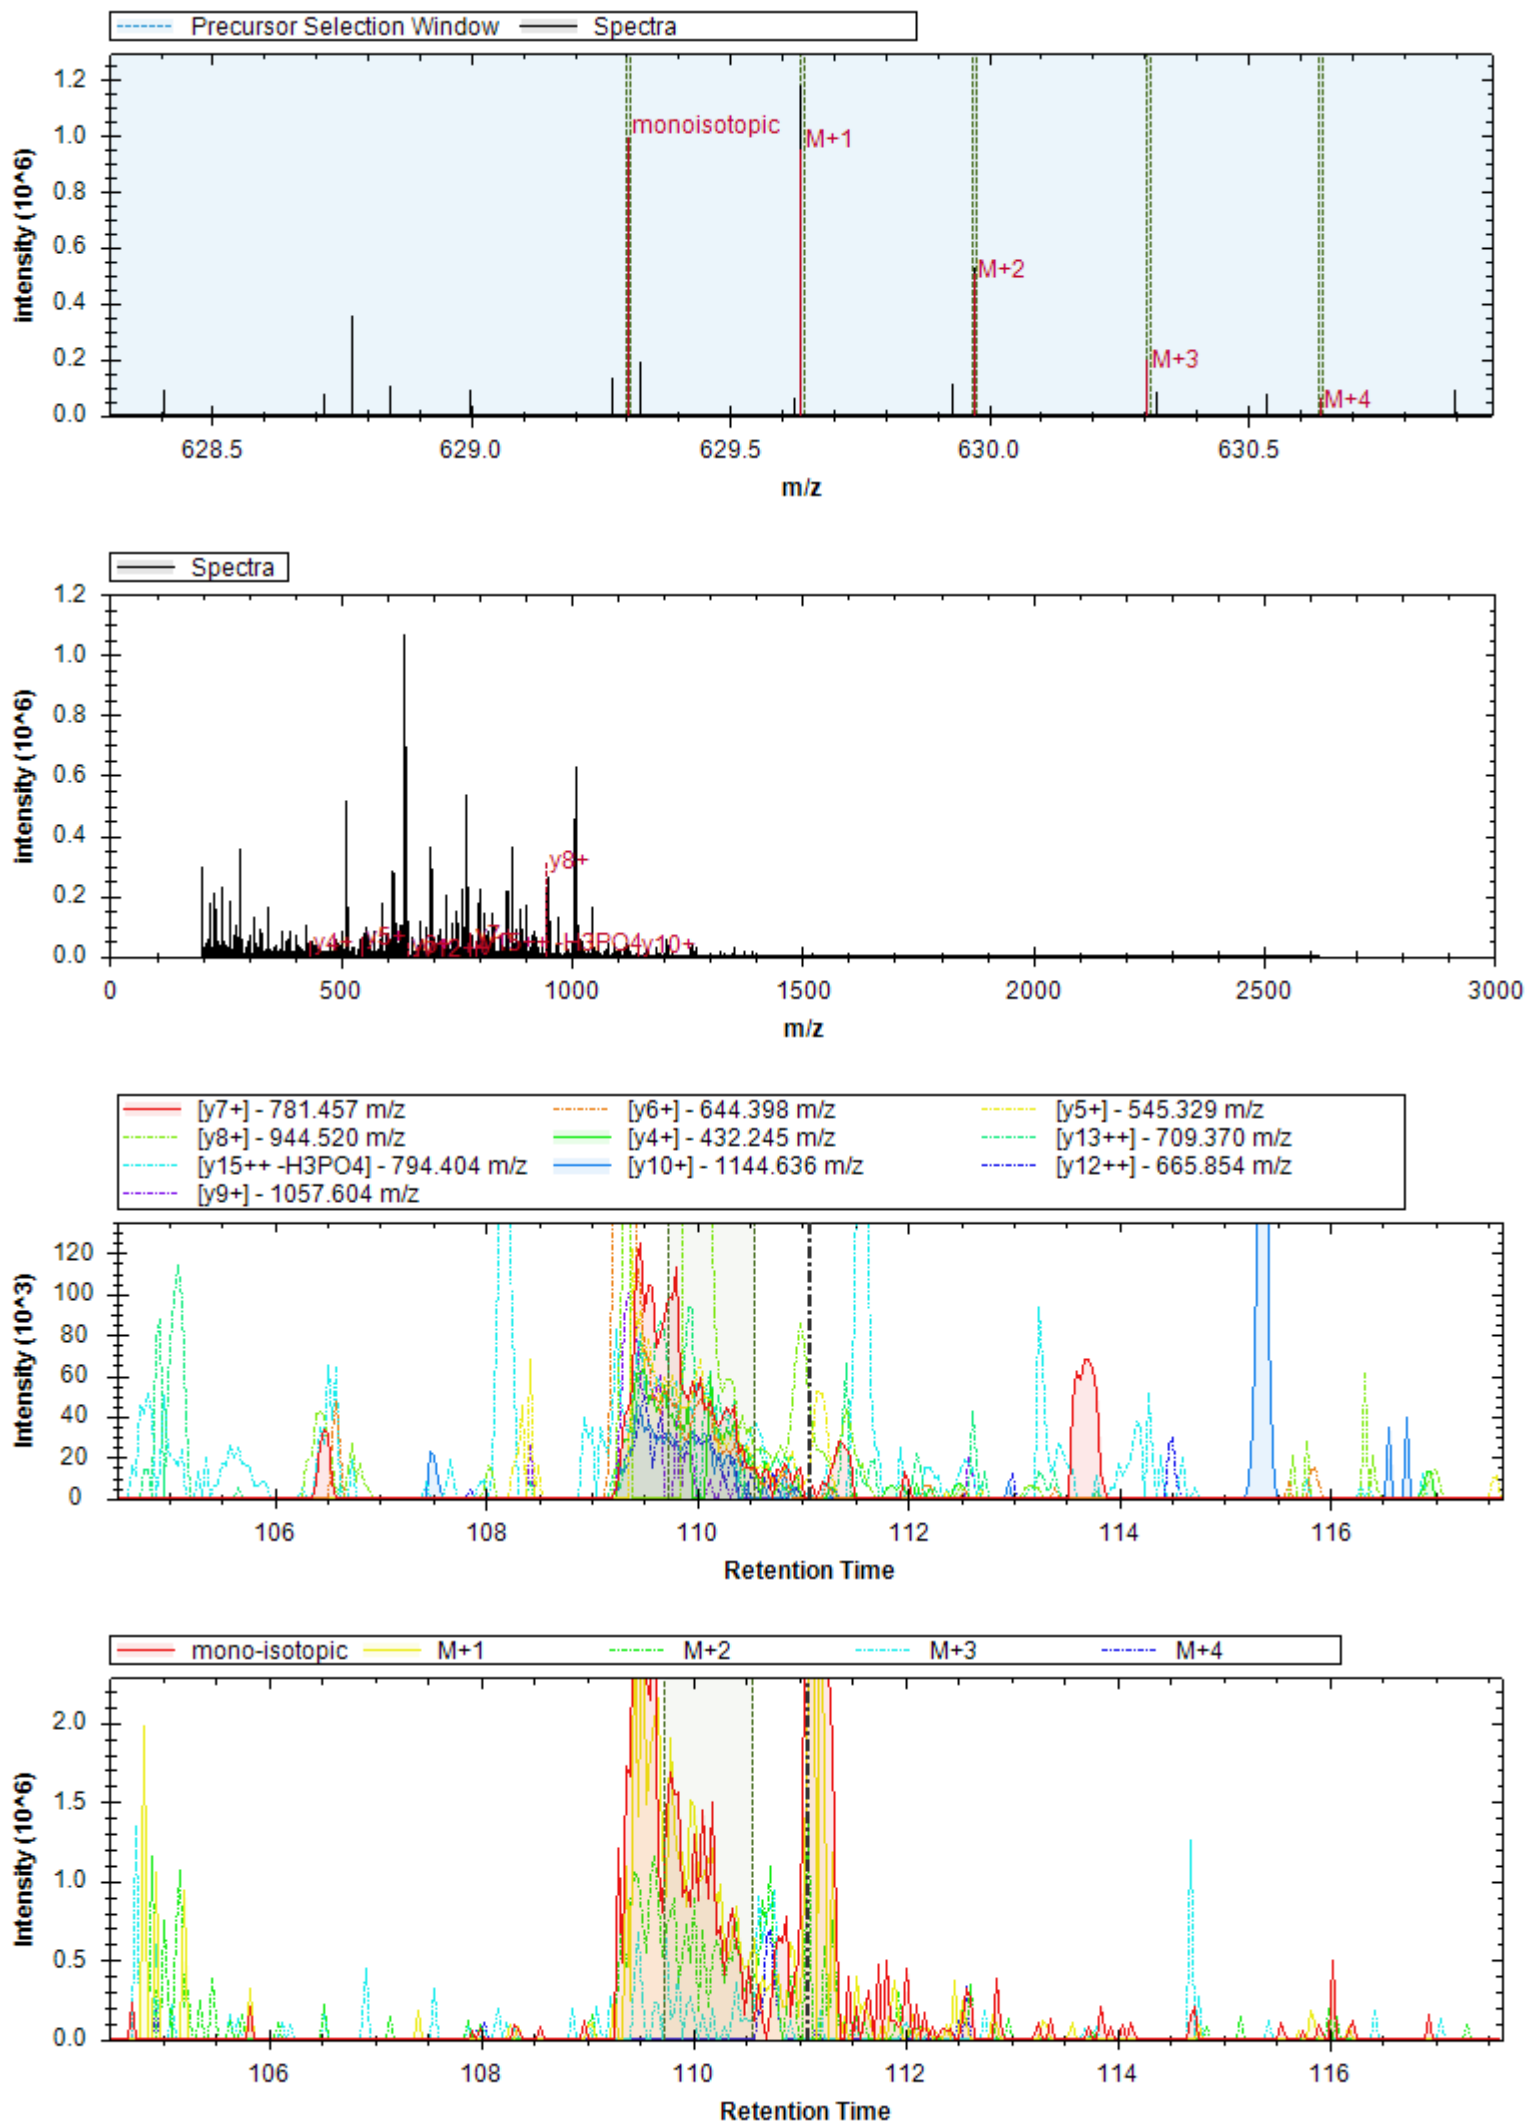 Precursor Selection Window Spectra
1.2
1.0
0.8
0.6
0.4
0.2
0.0
intensity (10^6)
monoisotopic
M+1
M+2
M+3
M+4
628.5 629.0 629.5 630.0 630.5
m/z
Spectra
1.2
1.0
0.8
0.6
0.4
0.2
0.0
intensity (10^6)
y8+
y4+ y5+ y7+ -H3PO4 y10+
0 500 1000 1500 2000 2500 3000
m/z
[y7+] - 781.457 m/z [y6+] - 644.398 m/z [y5+] - 545.329 m/z
[y8+] - 944.520 m/z [y4+] - 432.245 m/z [y13++] - 709.370 m/z
[y15++ -H3PO4] - 794.404 m/z [y10+] - 1144.636 m/z [y12++] - 665.854 m/z
[y9+] - 1057.604 m/z
120
100
80
60
40
20
0
Intensity (10^3)
106 108 110 112 114 116
Retention Time
mono-isotopic M+1 M+2 M+3 M+4
2.0
1.5
1.0
0.5
0.0
Intensity (10^6)
106 108 110 112 114 116
Retention Time